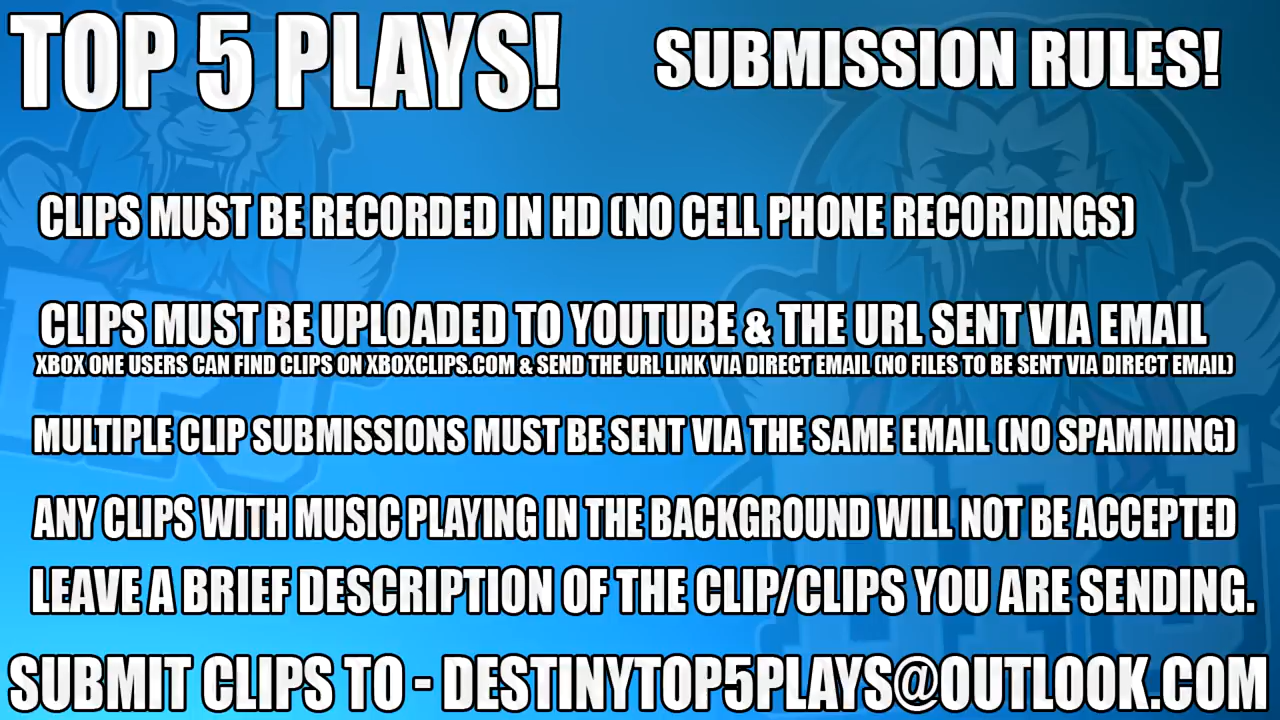 TOP 5 PLAYS!
SUBMISSION RULES!
CLIPS MUST BE RECORDED IN HD (NO CELL PHONE RECORDINGS)
CLIPS MUST BE UPLOADED TO YOUTUBE & THE URL SENT VIA EMAIL
XBOX ONE USERS CAN FIND CLIPS ON XBOXCLIPS.COM & SEND THE URL LINK VIA DIRECT EMAIL (NO FILES TO BE SENT VIA DIRECT EMAIL)
MULTIPLE CLIP SUBMISSIONS MUST BE SENT VIA THE SAME EMAIL (NO SPAMMING)
ANY CLIPS WITH MUSIC PLAYING IN THE BACKGROUND WILL NOT BE ACCEPTED
LEAVE A BRIEF DESCRIPTION OF THE CLIP/CLIPS YOU ARE SENDING.
SUBMIT CLIPS TO - DESTINYTOP5PLAYS@OUTLOOK.COM